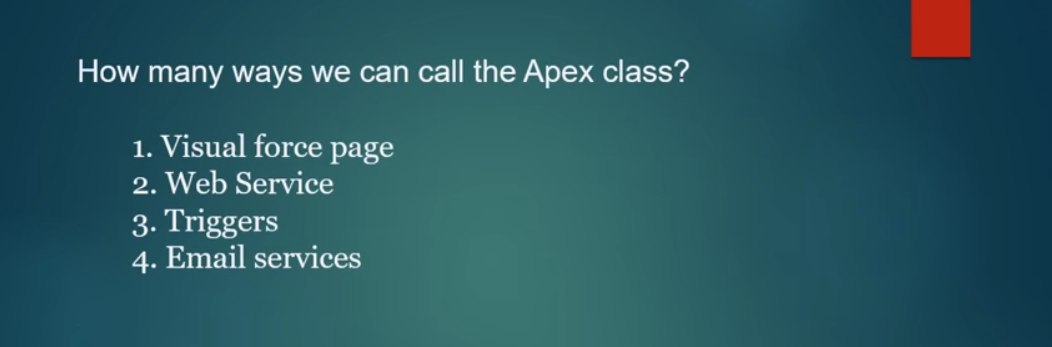 How many ways we can call the Apex class?
1. Visual force page
2. Web Service
3. Triggers
4. Email services